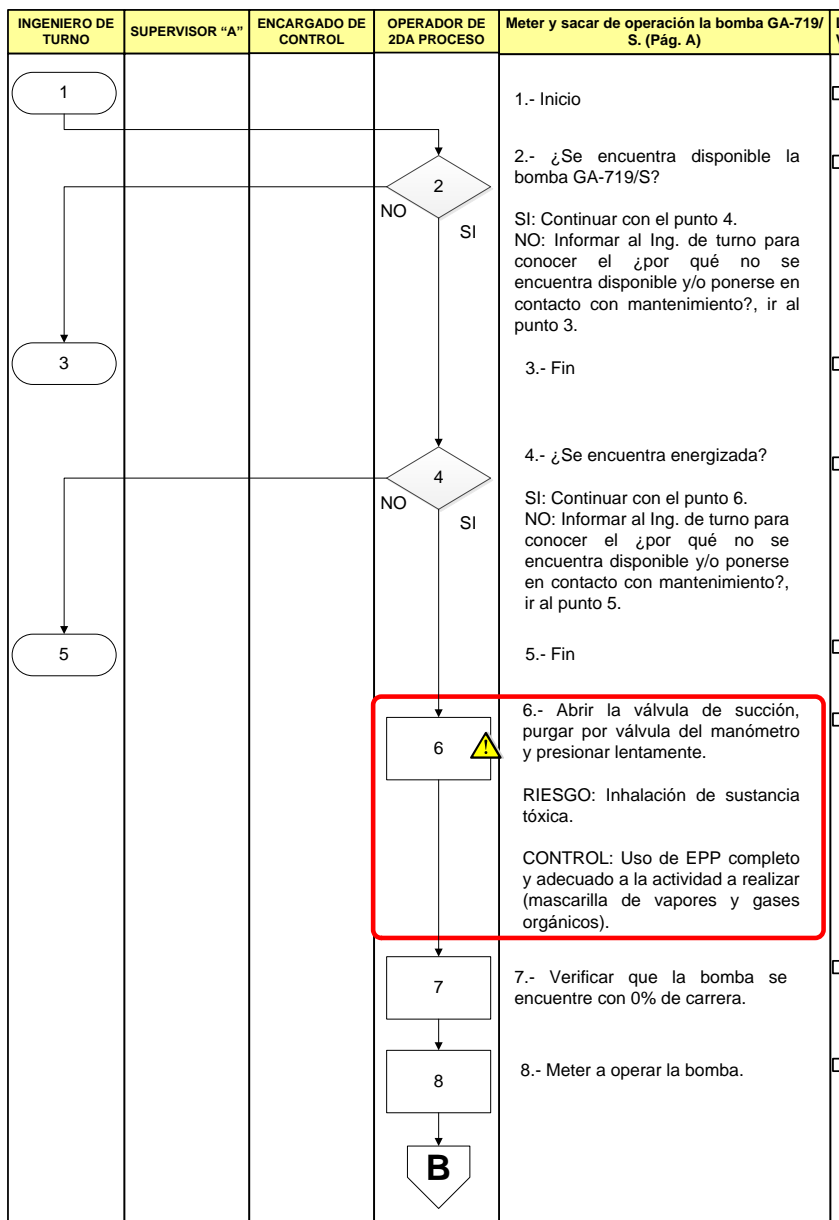 INGENIERO DE
TURNO
SUPERVISOR “A”
ENCARGADO DE
CONTROL
OPERADOR DE
2DA PROCESO
Meter y sacar de operación la bomba GA-719/
S. (Pág. A)
1
1.- Inicio
2
NO
SI
2.- ¿Se encuentra disponible la
bomba GA-719/S?
SI: Continuar con el punto 4.
NO: Informar al Ing. de turno para
conocer el ¿por qué no se
encuentra disponible y/o ponerse en
contacto con mantenimiento?, ir al
punto 3.
3
3.- Fin
4
NO
SI
4.- ¿Se encuentra energizada?
SI: Continuar con el punto 6.
NO: Informar al Ing. de turno para
conocer el ¿por qué no se
encuentra disponible y/o ponerse
en contacto con mantenimiento?,
ir al punto 5.
5
5.- Fin
6
6.- Abrir la válvula de succión,
purgar por válvula del manómetro
y presionar lentamente.
RIESGO: Inhalación de sustancia
tóxica.
CONTROL: Uso de EPP completo
y adecuado a la actividad a realizar
(mascarilla de vapores y gases
orgánicos).
7
7.- Verificar que la bomba se
encuentre con 0% de carrera.
8
8.- Meter a operar la bomba.
B